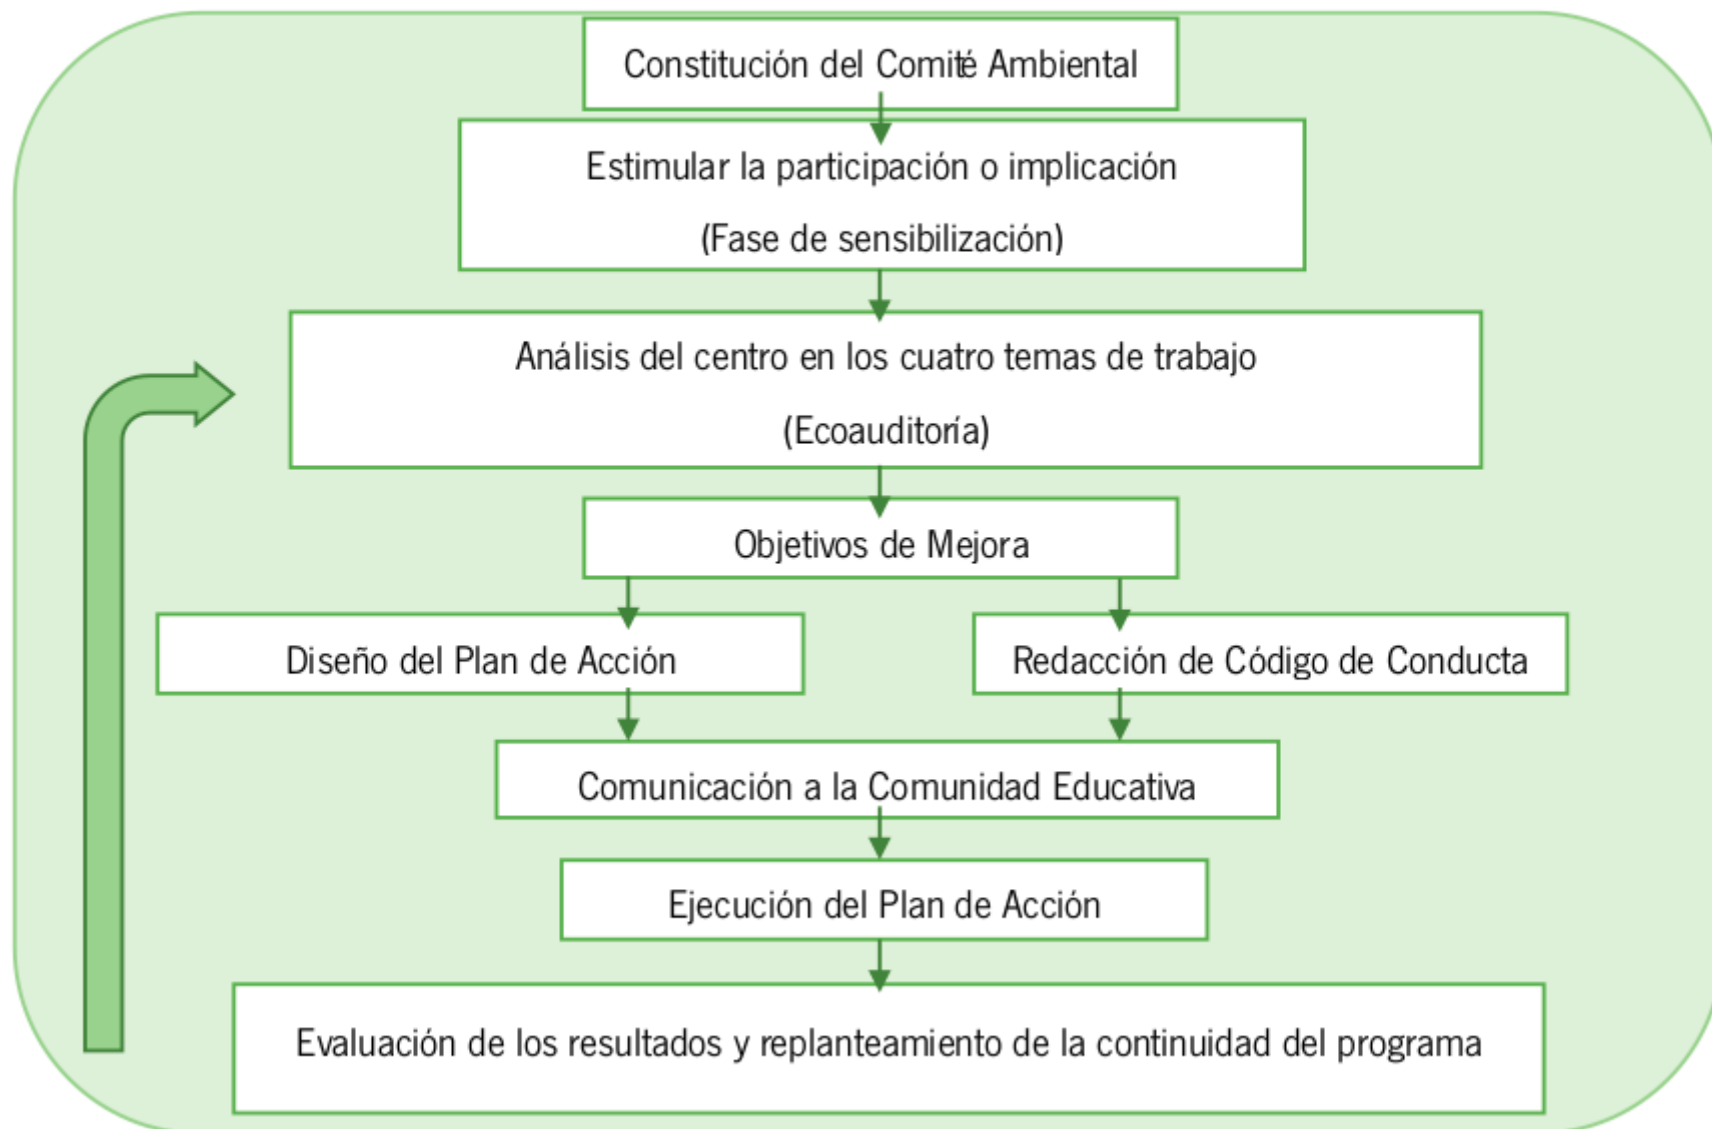 Constitución del Comité Ambiental
Estimular la participación o implicación
(Fase de sensibilización)
Análisis del centro en los cuatro temas de trabajo
(Ecoauditoría)
Objetivos de Mejora
Diseño del Plan de Acción
Redacción de Código de Conducta
Comunicación a la Comunidad Educativa
Ejecución del Plan de Acción
Evaluación de los resultados y replanteamiento de la continuidad del programa